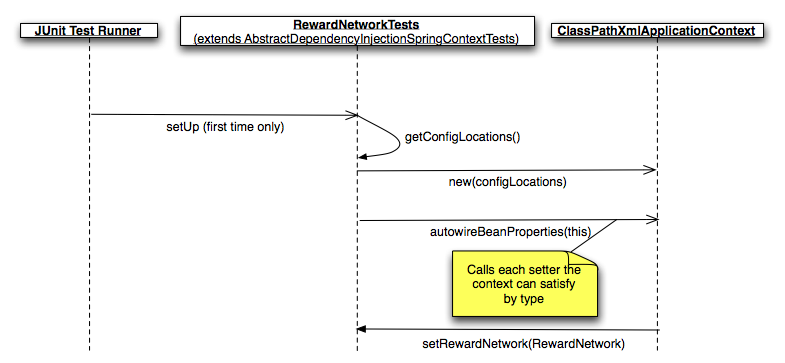 JUnit Test Runner
RewardNetworkTests
(extends AbstractDependencyInjectionSpringContextTests)
ClassPathXmlApplicationContext
setUp (first time only)
getConfigLocations()
new(configLocations)
autowireBeanProperties(this)
Calls each setter the
context can satisfy
by type
setRewardNetwork(RewardNetwork)